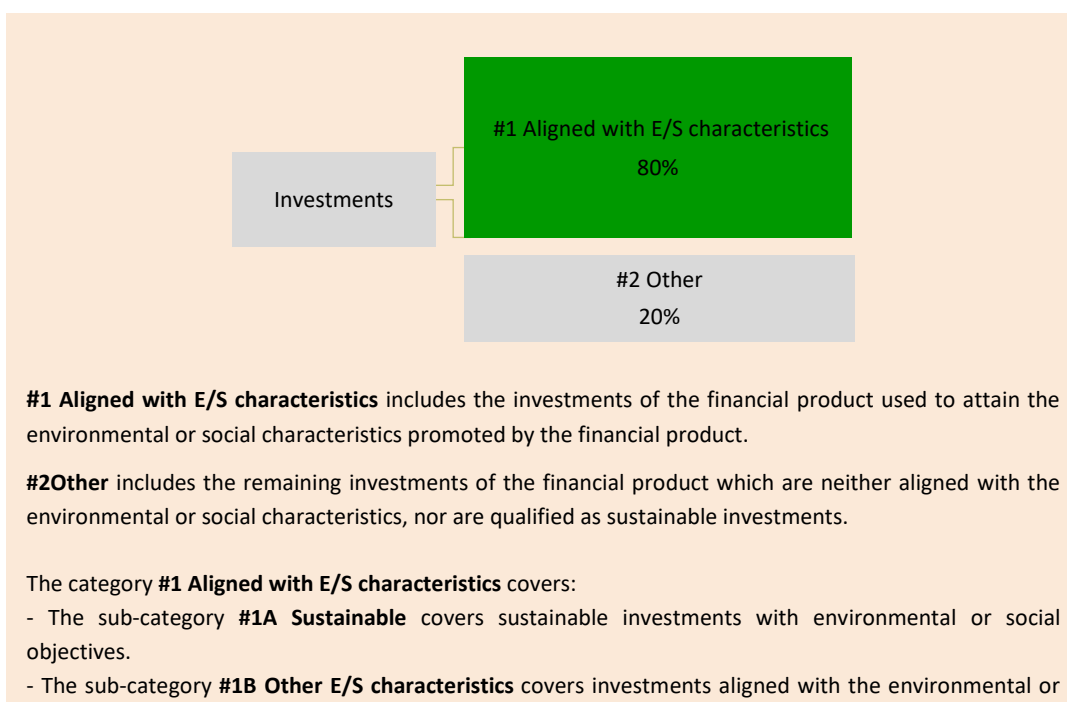 #1 Aligned with E/S characteristics
80%
Investments
#2 Other
20%
#1 Aligned with E/S characteristics includes the investments of the financial product used to attain the
environmental or social characteristics promoted by the financial product.
#2Other includes the remaining investments of the financial product which are neither aligned with the
environmental or social characteristics, nor are qualified as sustainable investments.
The category #1 Aligned with E/S characteristics covers:
- The sub-category #1A Sustainable covers sustainable investments with environmental or social
objectives.
- The sub-category #1B Other E/S characteristics covers investments aligned with the environmental or